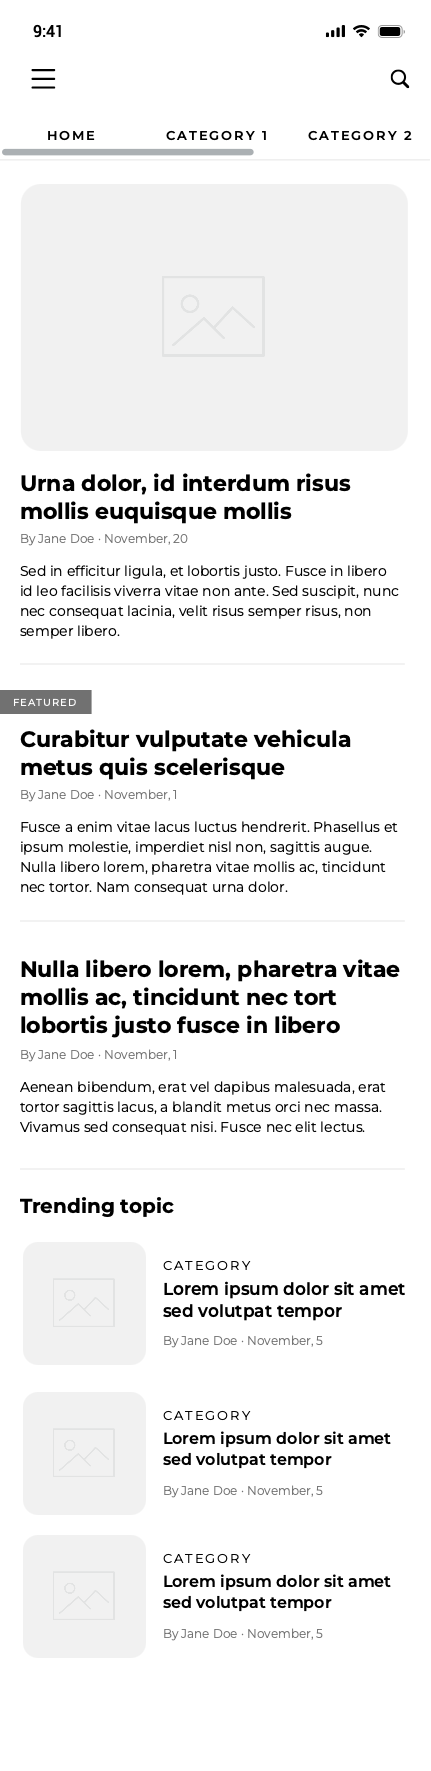 9:41
HOME CATEGORY 1 CATEGORY 2
Urna dolor, id interdum risus
mollis euquisque mollis
By Jane Doe · November, 20
Sed in efficitur ligula, et lobortis justo. Fusce in libero
id leo facilisis viverra vitae non ante. Sed suscipit, nunc
nec consequat lacinia, velit risus semper risus, non
semper libero.
FEATURED
Curabitur vulputate vehicula
metus quis scelerisque
By Jane Doe · November, 1
Fusce a enim vitae lacus luctus hendrerit. Phasellus et
ipsum molestie, imperdiet nisl non, sagittis augue.
Nulla libero lorem, pharetra vitae mollis ac, tincidunt
nec tortor. Nam consequat urna dolor.
Nulla libero lorem, pharetra vitae
mollis ac, tincidunt nec tort
lobortis justo fusce in libero
By Jane Doe · November, 1
Aenean bibendum, erat vel dapibus malesuada, erat
tortor sagittis lacus, a blandit metus orci nec massa.
Vivamus sed consequat nisi. Fusce nec elit lectus.
Trending topic
CATEGORY
Lorem ipsum dolor sit amet
sed volutpat tempor
By Jane Doe · November, 5
CATEGORY
Lorem ipsum dolor sit amet
sed volutpat tempor
By Jane Doe · November, 5
CATEGORY
Lorem ipsum dolor sit amet
sed volutpat tempor
By Jane Doe · November, 5